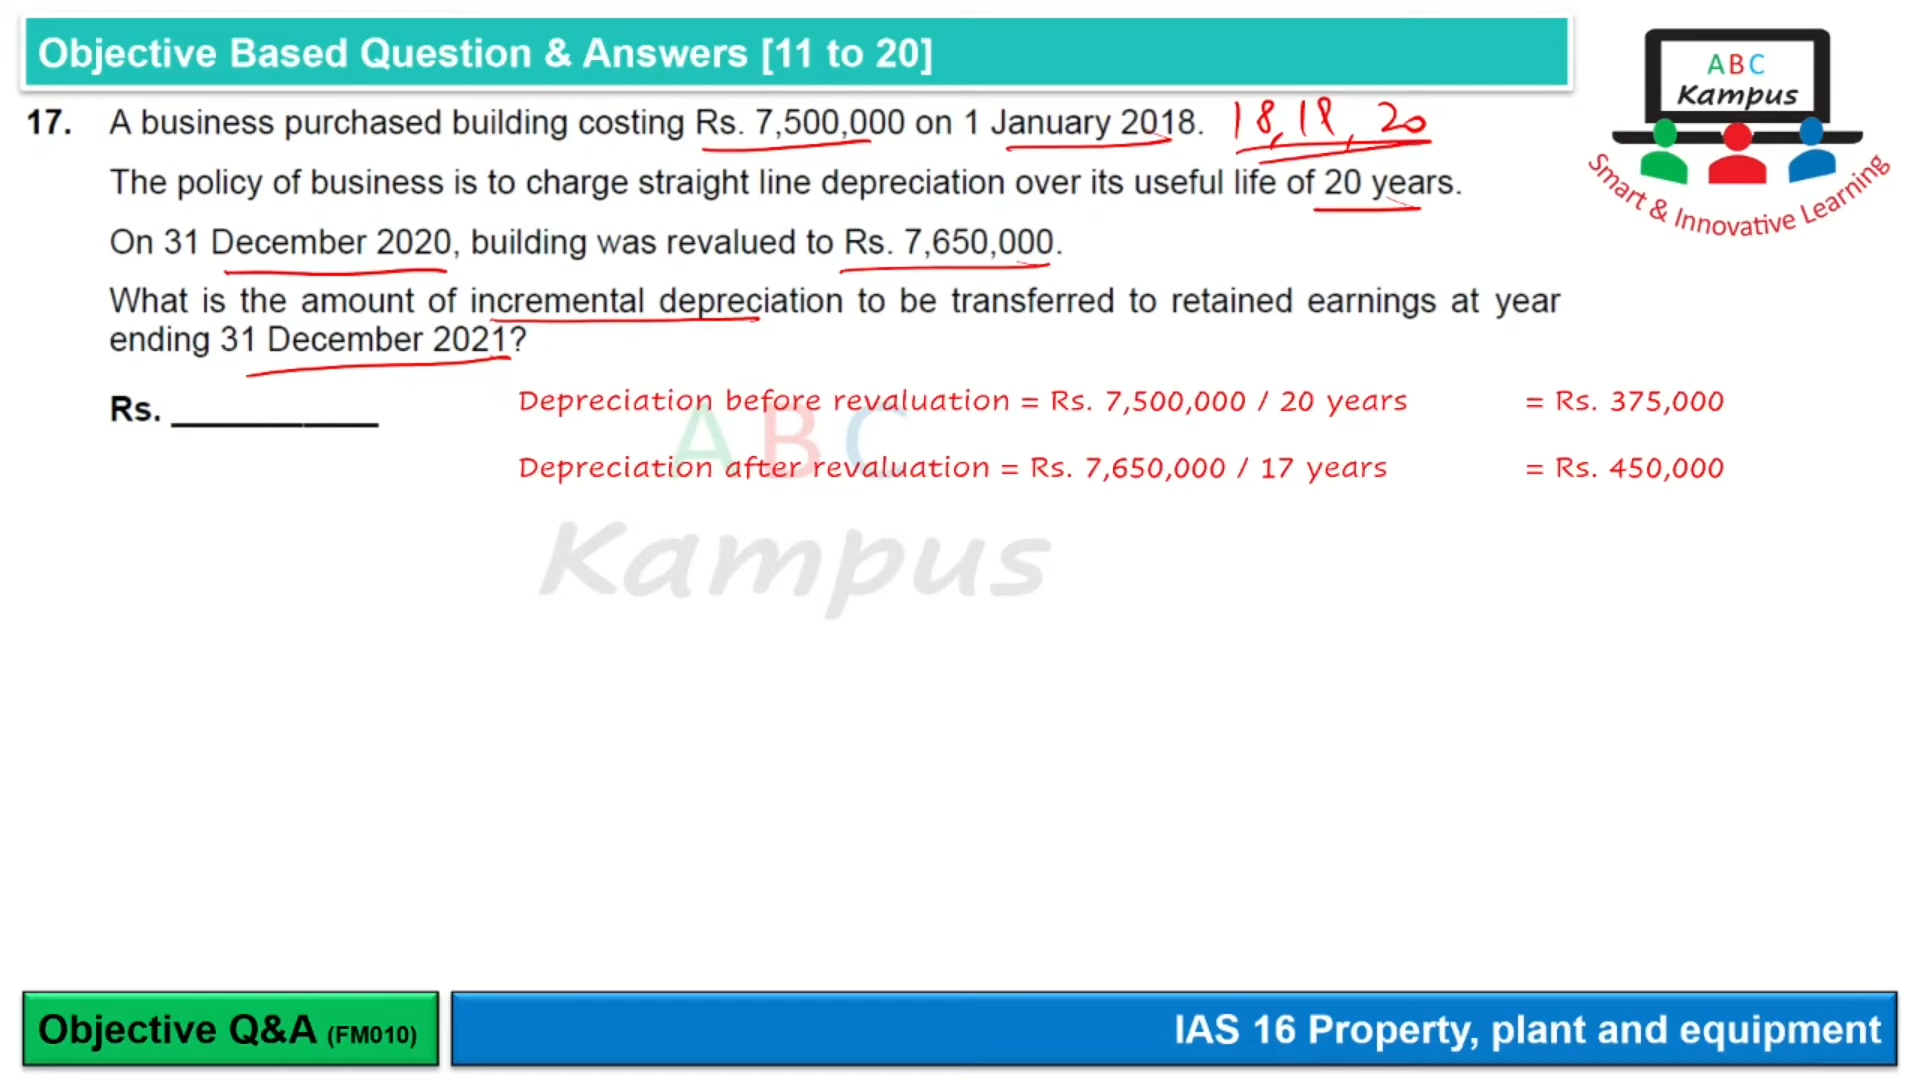 Objective Based Question & Answers [11 to 20]
ABC
Kampus
Smart & Innovative Learning
17. A business purchased building costing Rs. 7,500,000 on 1 January 2018. 18, 19, 20
The policy of business is to charge straight line depreciation over its useful life of 20 years.
On 31 December 2020, building was revalued to Rs. 7,650,000.
What is the amount of incremental depreciation to be transferred to retained earnings at year
ending 31 December 2021?
Rs. ___________
Depreciation before revaluation = Rs. 7,500,000 / 20 years = Rs. 375,000
Depreciation after revaluation = Rs. 7,650,000 / 17 years = Rs. 450,000
ABC
Kampus
Objective Q&A (FM010)
IAS 16 Property, plant and equipment